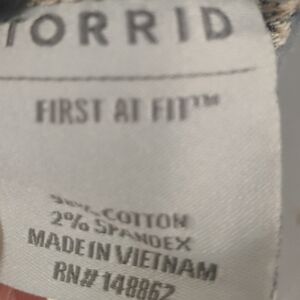 TORRID
FIRST AT FIT™
COTTON
2% SPANDEX
MADE IN VIETNAM
RN# 148862